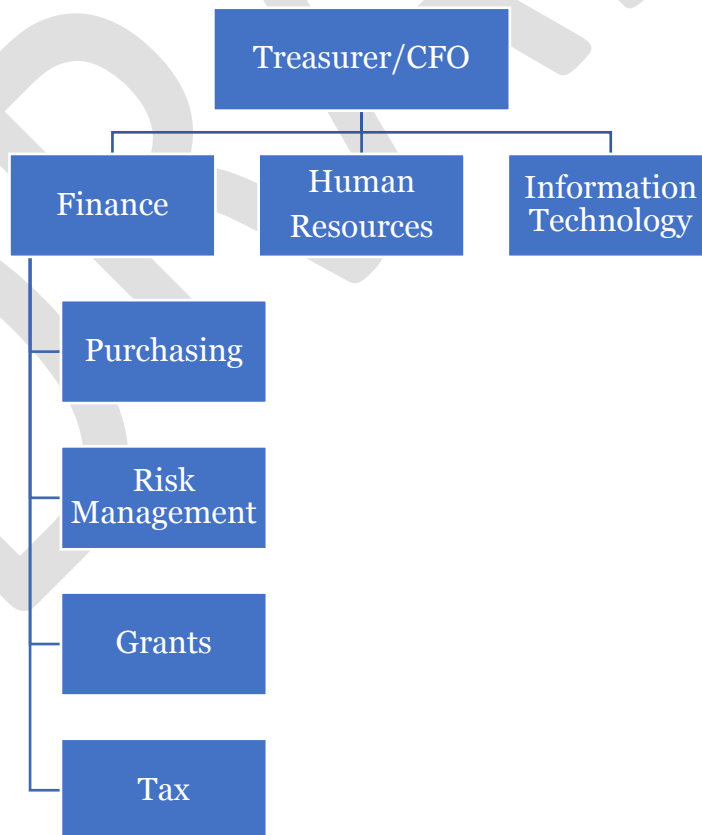 Treasurer/CFO
Finance
Human
Resources
Information
Technology
Purchasing
Risk
Management
Grants
Tax